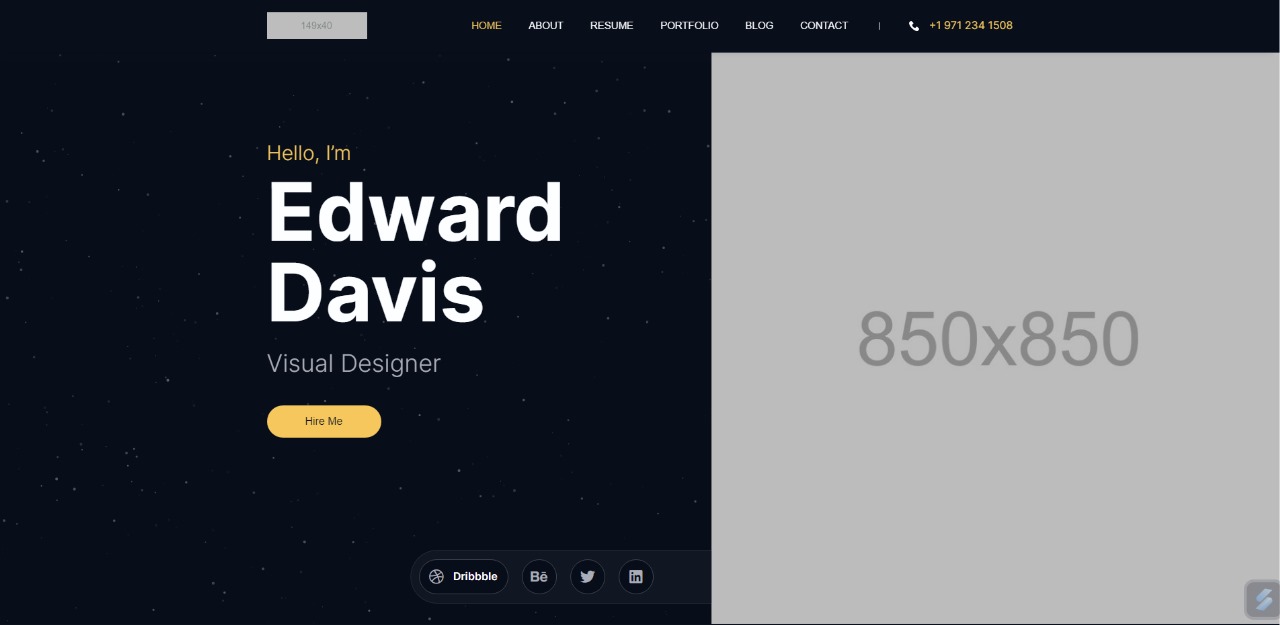 149x40
HOME ABOUT RESUME PORTFOLIO BLOG CONTACT | +1 971 234 1508
Hello, I'm
Edward
Davis
Visual Designer
Hire Me
850x850
Dribbble Bē in